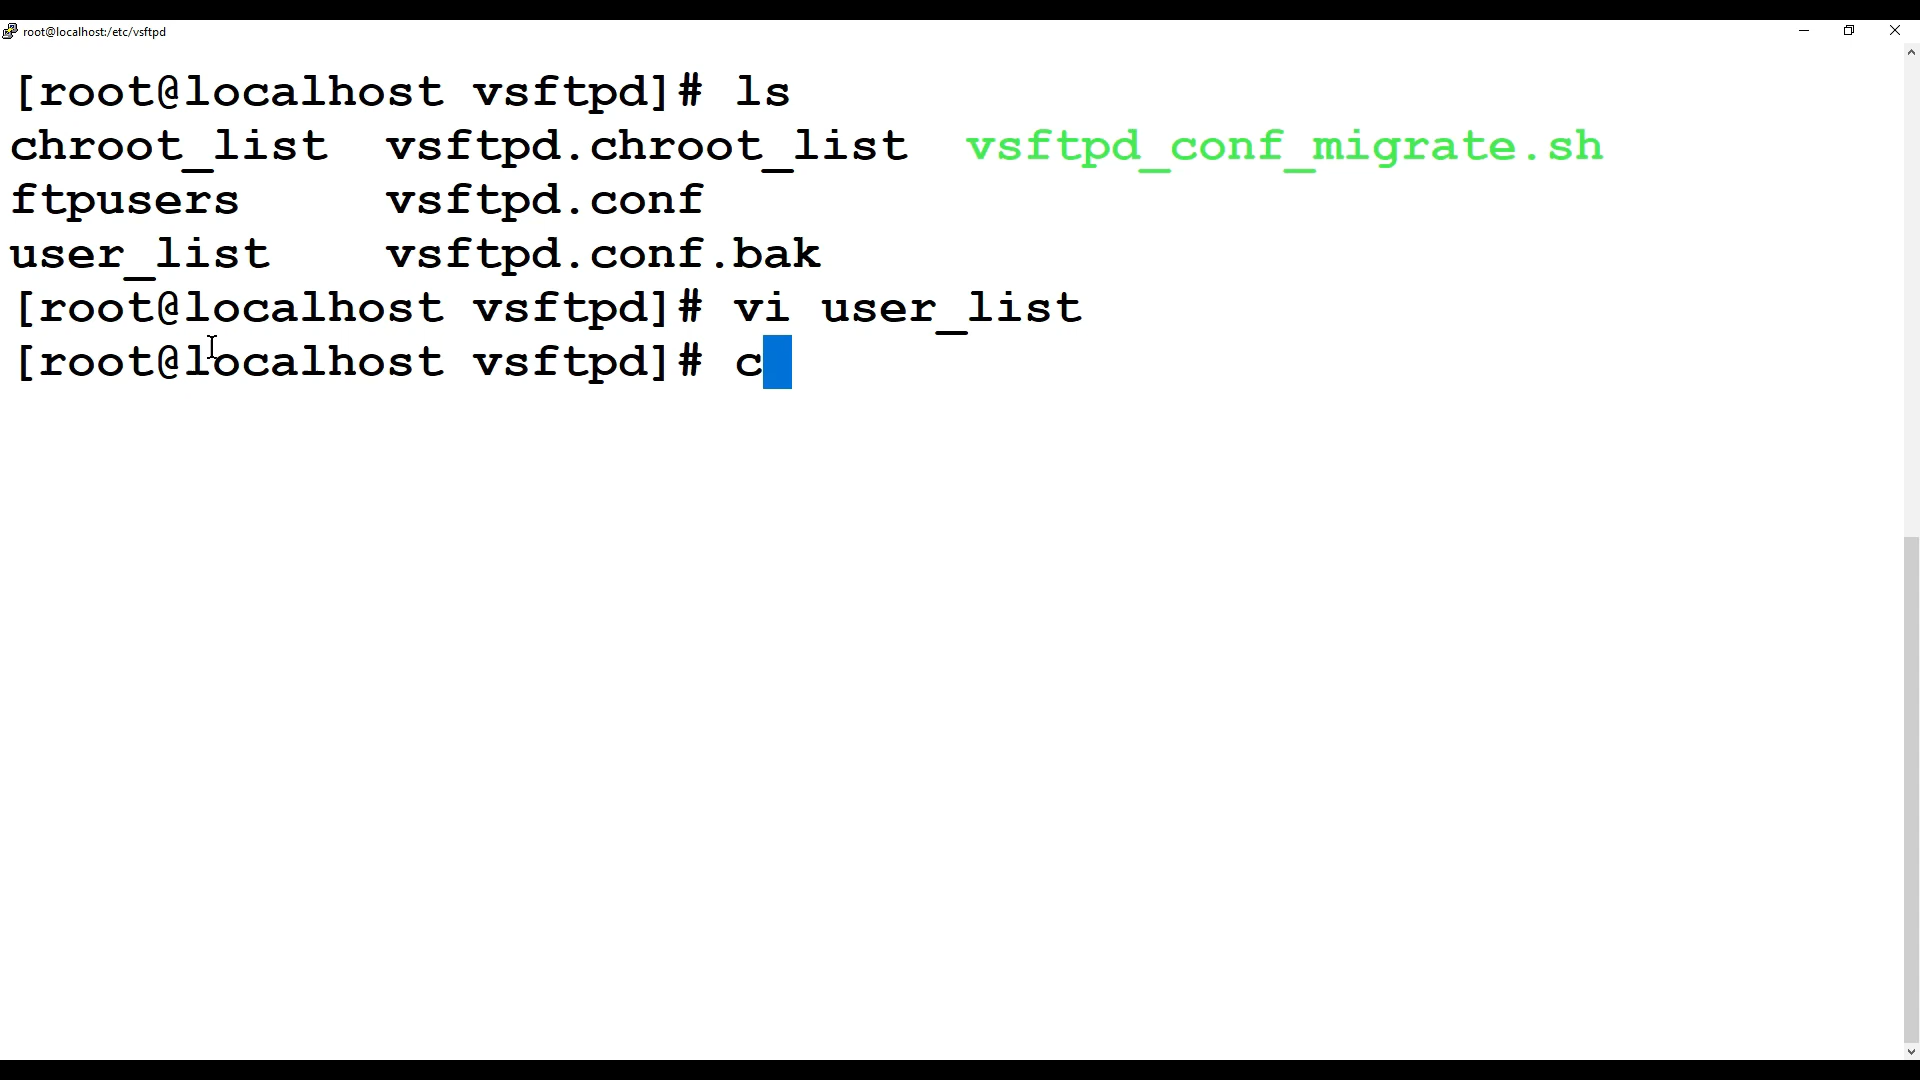 root@localhost:/etc/vsftpd
[root@localhost vsftpd]# ls
chroot_list  vsftpd.chroot_list  vsftpd_conf_migrate.sh
ftpusers     vsftpd.conf
user_list    vsftpd.conf.bak
[root@localhost vsftpd]# vi user_list
[root@localhost vsftpd]# c